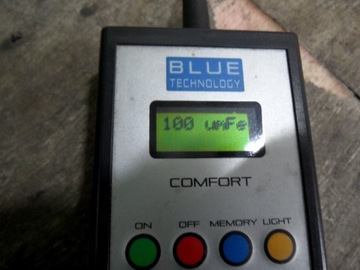 BLUE
TECHNOLOGY
100 umFe
COMFORT
ON OFF MEMORY LIGHT